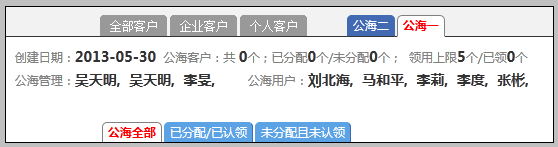 全部客户 企业客户 个人客户 公海二 公海一
创建日期：2013-05-30 公海客户：共 0个；已分配0个/未分配0个； 领用上限5个/已领0个
公海管理：吴天明, 吴天明, 李旻, 公海用户：刘北海, 马和平, 李莉, 李度, 张彬,
公海全部 已分配/已认领 未分配且未认领